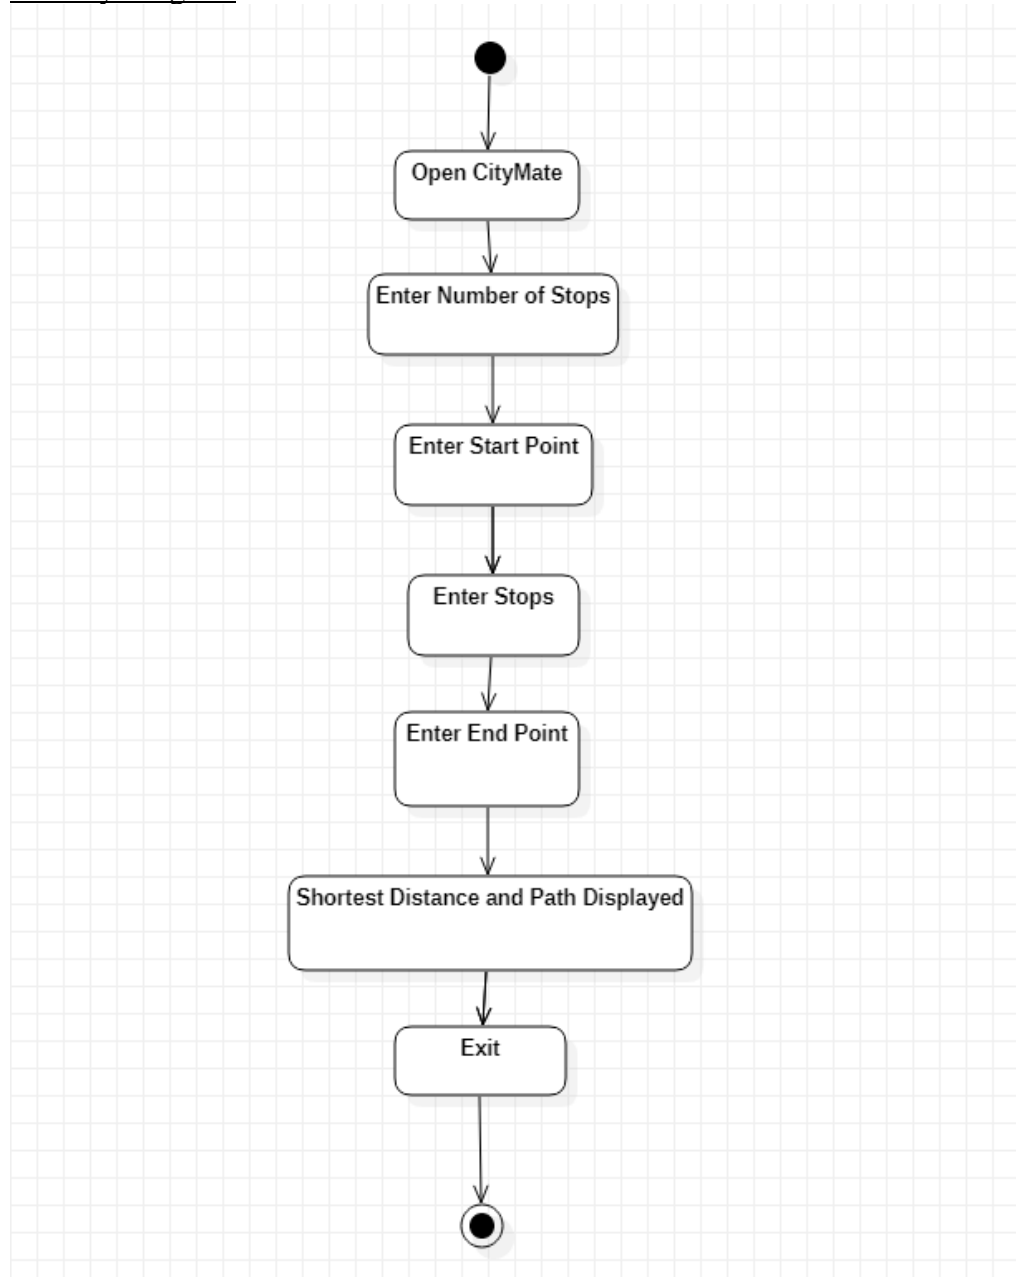 Open CityMate
Enter Number of Stops
Enter Start Point
Enter Stops
Enter End Point
Shortest Distance and Path Displayed
Exit